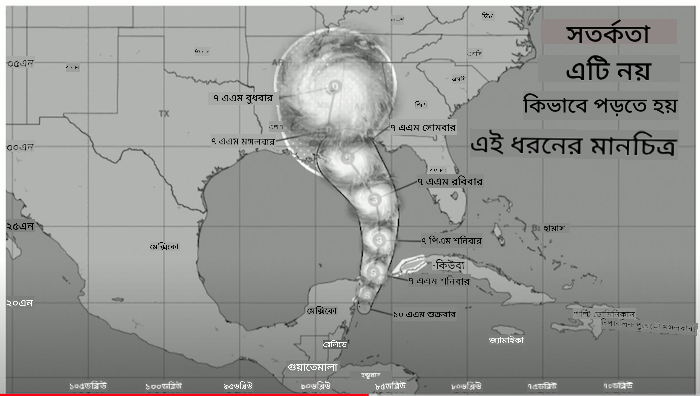 সতর্কতা
এটি নয়
কিভাবে পড়তে হয়
এই ধরনের মানচিত্র
৩৫এন
TX
৭ এএম বুধবার
৭ এএম সোমবার
৭ এএম মঙ্গলবার
৩০এন
৭ এএম রবিবার
২৫এন
বাহামাস
৭ পিএম শনিবার
মেক্সিকো
কিউবা
৭ এএম শনিবার
২০এন
মেক্সিকো
১০ এএম শুক্রবার
জ্যামাইকা
বেলিজে
গুয়াতেমালা
১০৫ডব্লিউ
১০০ডব্লিউ
৯৫ডব্লিউ
৯০ডব্লিউ
৮৫ডব্লিউ
৮০ডব্লিউ
৭৫ডব্লিউ
৭০ডব্লিউ